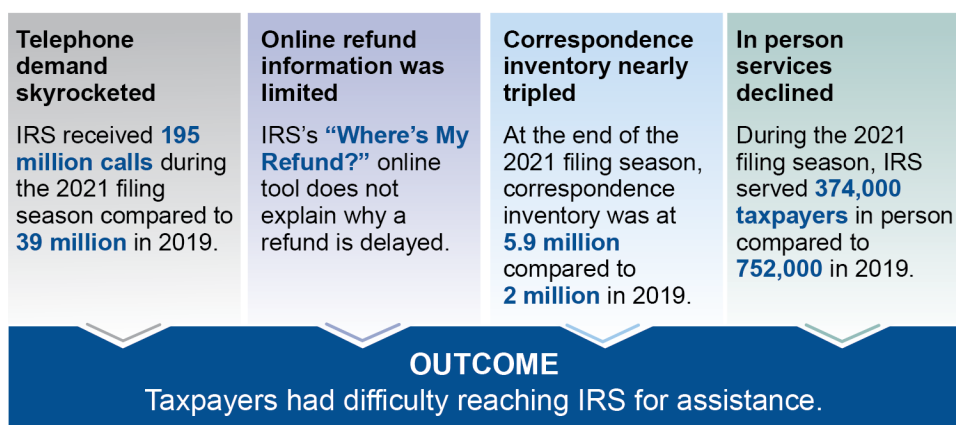 Telephone
demand
skyrocketed
IRS received 195
million calls during
the 2021 filing
season compared to
39 million in 2019.
Online refund
information was
limited
IRS’s “Where’s My
Refund?” online
tool does not
explain why a
refund is delayed.
Correspondence
inventory nearly
tripled
At the end of the
2021 filing season,
correspondence
inventory was at
5.9 million
compared to
2 million in 2019.
In person
services
declined
During the 2021
filing season, IRS
served 374,000
taxpayers in person
compared to
752,000 in 2019.
OUTCOME
Taxpayers had difficulty reaching IRS for assistance.